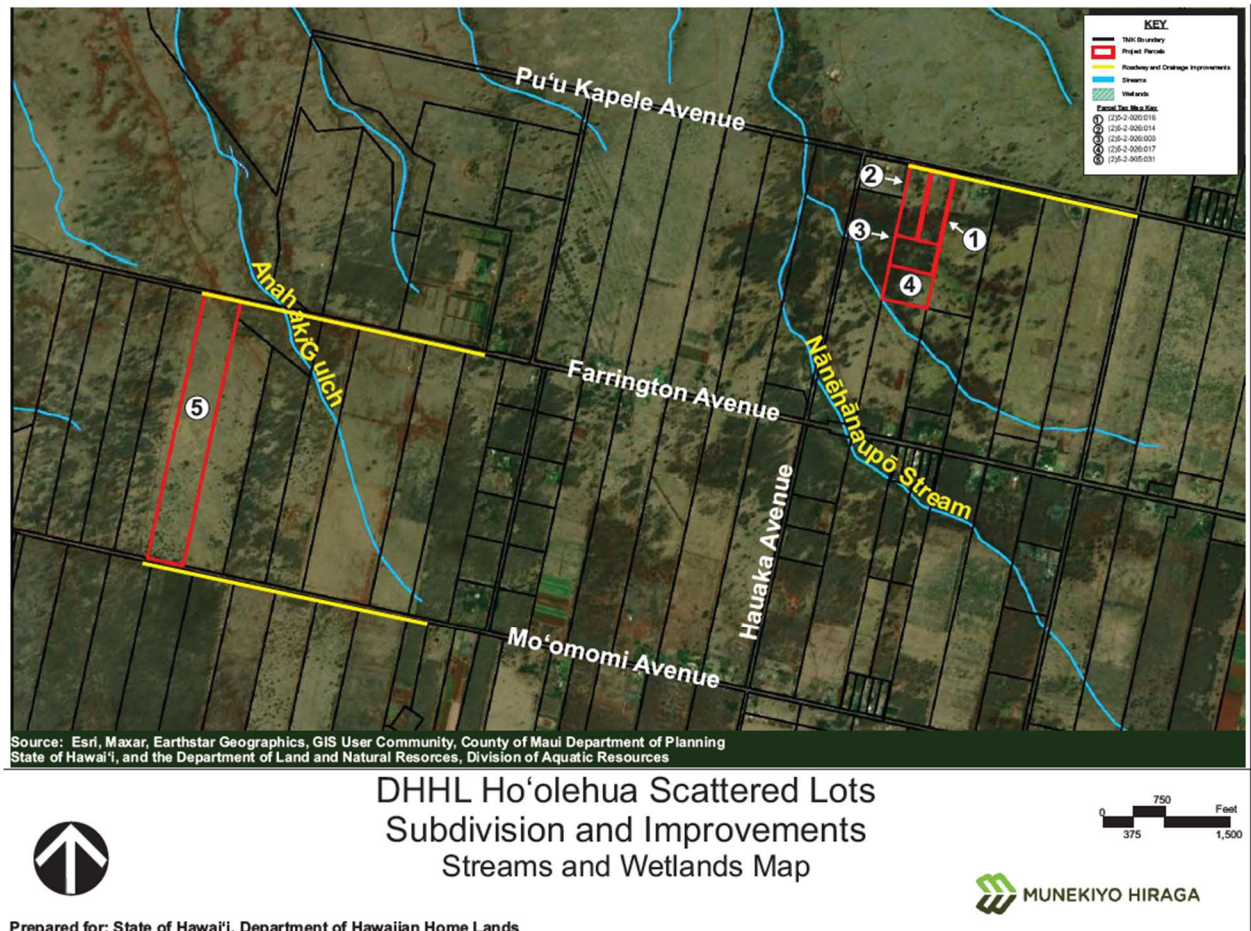 KEY
TMK Boundary
Project Parcels
Roadway and Drainage Improvements
Streams
Wetlands
Parcel Tax Map Key
1 (2)5-2-026:016
2 (2)5-2-026:014
3 (2)5-2-026:003
4 (2)5-2-026:017
5 (2)5-2-005:031
Pu‘u Kapele Avenue
2
3
1
4
Anahaki Gulch
Farrington Avenue
5
Nānēhānaupō Stream
Hauaka Avenue
Mo‘omomi Avenue
Source: Esri, Maxar, Earthstar Geographics, GIS User Community, County of Maui Department of Planning
State of Hawai‘i, and the Department of Land and Natural Resorces, Division of Aquatic Resources
DHHL Ho‘olehua Scattered Lots
Subdivision and Improvements
Streams and Wetlands Map
0 750 Feet
375 1,500
MUNEKIYO HIRAGA
Prepared for: State of Hawai‘i, Department of Hawaiian Home Lands